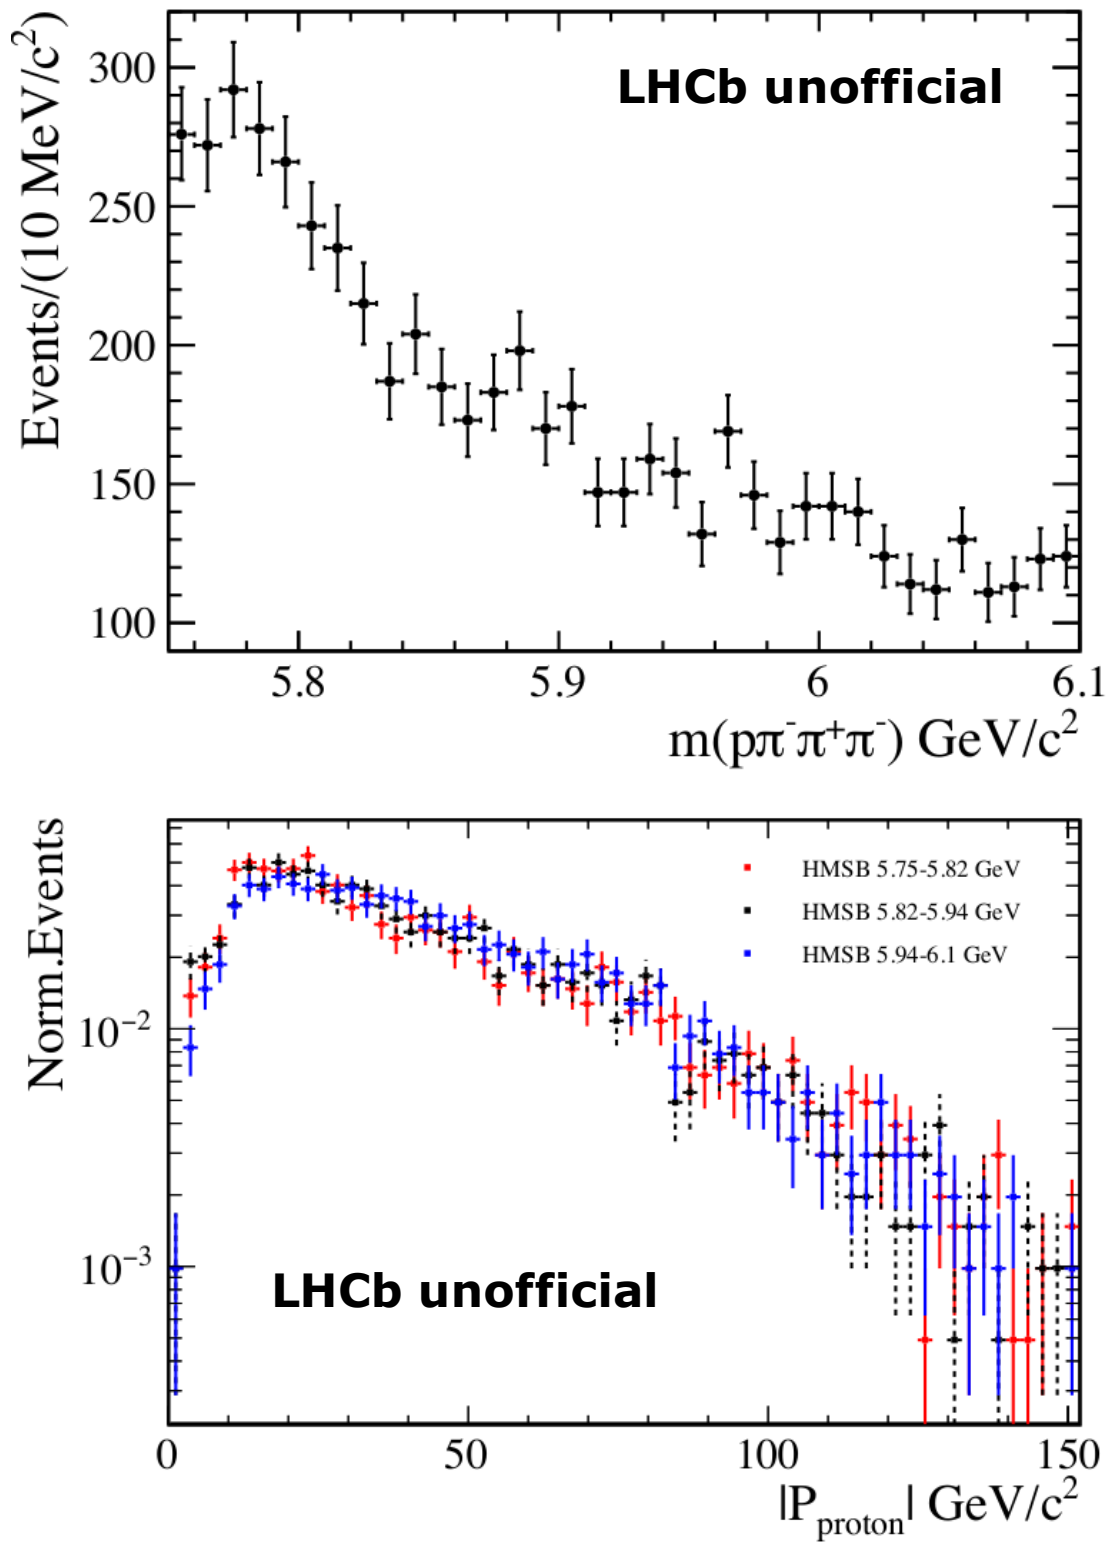 Events/(10 MeV/c²)
300
250
200
150
100
LHCb unofficial
5.8 5.9 6 6.1
m(pπ⁻π⁺π⁻) GeV/c²
Norm.Events
10⁻²
10⁻³
HMSB 5.75-5.82 GeV
HMSB 5.82-5.94 GeV
HMSB 5.94-6.1 GeV
LHCb unofficial
0 50 100 150
|P_proton| GeV/c²